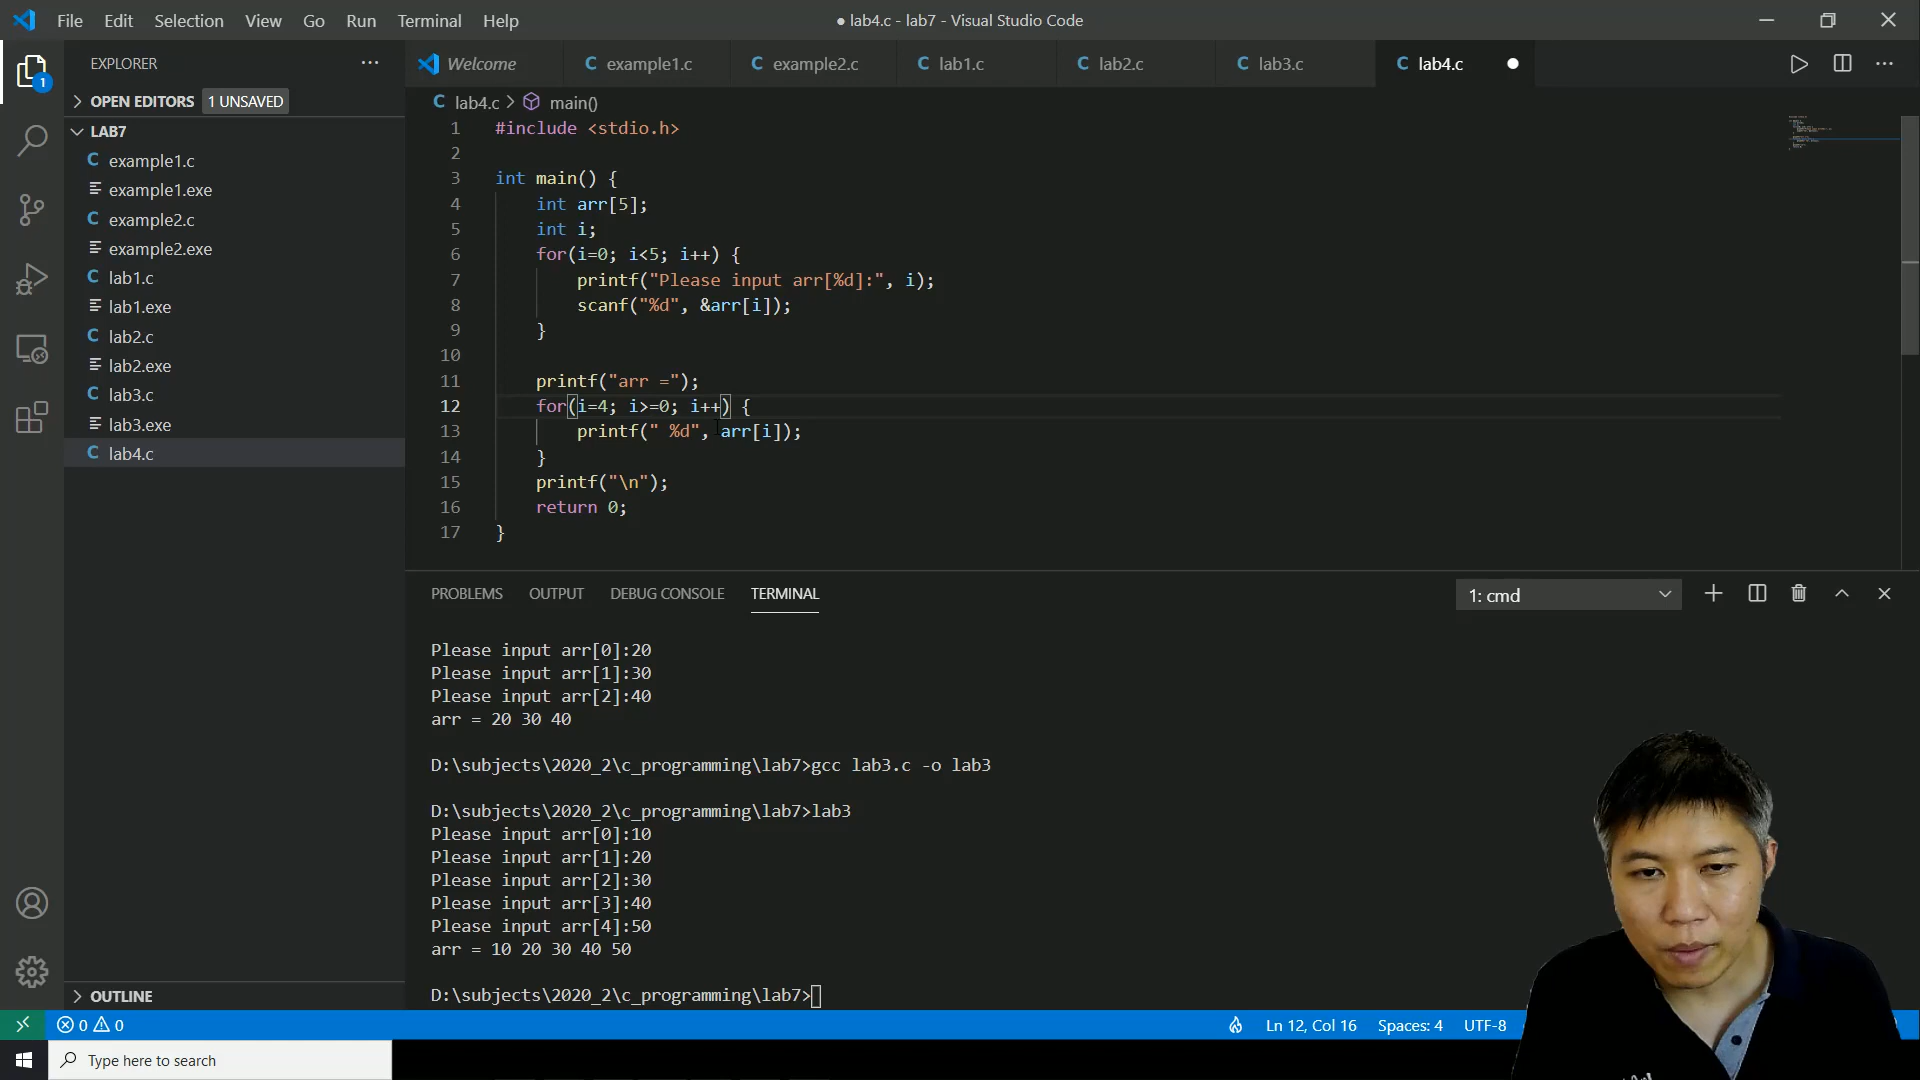 File Edit Selection View Go Run Terminal Help
● lab4.c - lab7 - Visual Studio Code
EXPLORER
Welcome example1.c example2.c lab1.c lab2.c lab3.c lab4.c
OPEN EDITORS 1 UNSAVED
LAB7
example1.c
example1.exe
example2.c
example2.exe
lab1.c
lab1.exe
lab2.c
lab2.exe
lab3.c
lab3.exe
lab4.c
OUTLINE
lab4.c > main()
1 #include <stdio.h>
2
3 int main() {
4 int arr[5];
5 int i;
6 for(i=0; i<5; i++) {
7 printf("Please input arr[%d]:", i);
8 scanf("%d", &arr[i]);
9 }
10
11 printf("arr =");
12 for(i=4; i>=0; i++) {
13 printf(" %d", arr[i]);
14 }
15 printf("\n");
16 return 0;
17 }
PROBLEMS OUTPUT DEBUG CONSOLE TERMINAL
1: cmd
Please input arr[0]:20
Please input arr[1]:30
Please input arr[2]:40
arr = 20 30 40
D:\subjects\2020_2\c_programming\lab7>gcc lab3.c -o lab3
D:\subjects\2020_2\c_programming\lab7>lab3
Please input arr[0]:10
Please input arr[1]:20
Please input arr[2]:30
Please input arr[3]:40
Please input arr[4]:50
arr = 10 20 30 40 50
D:\subjects\2020_2\c_programming\lab7>
0 0
Ln 12, Col 16 Spaces: 4 UTF-8
Type here to search